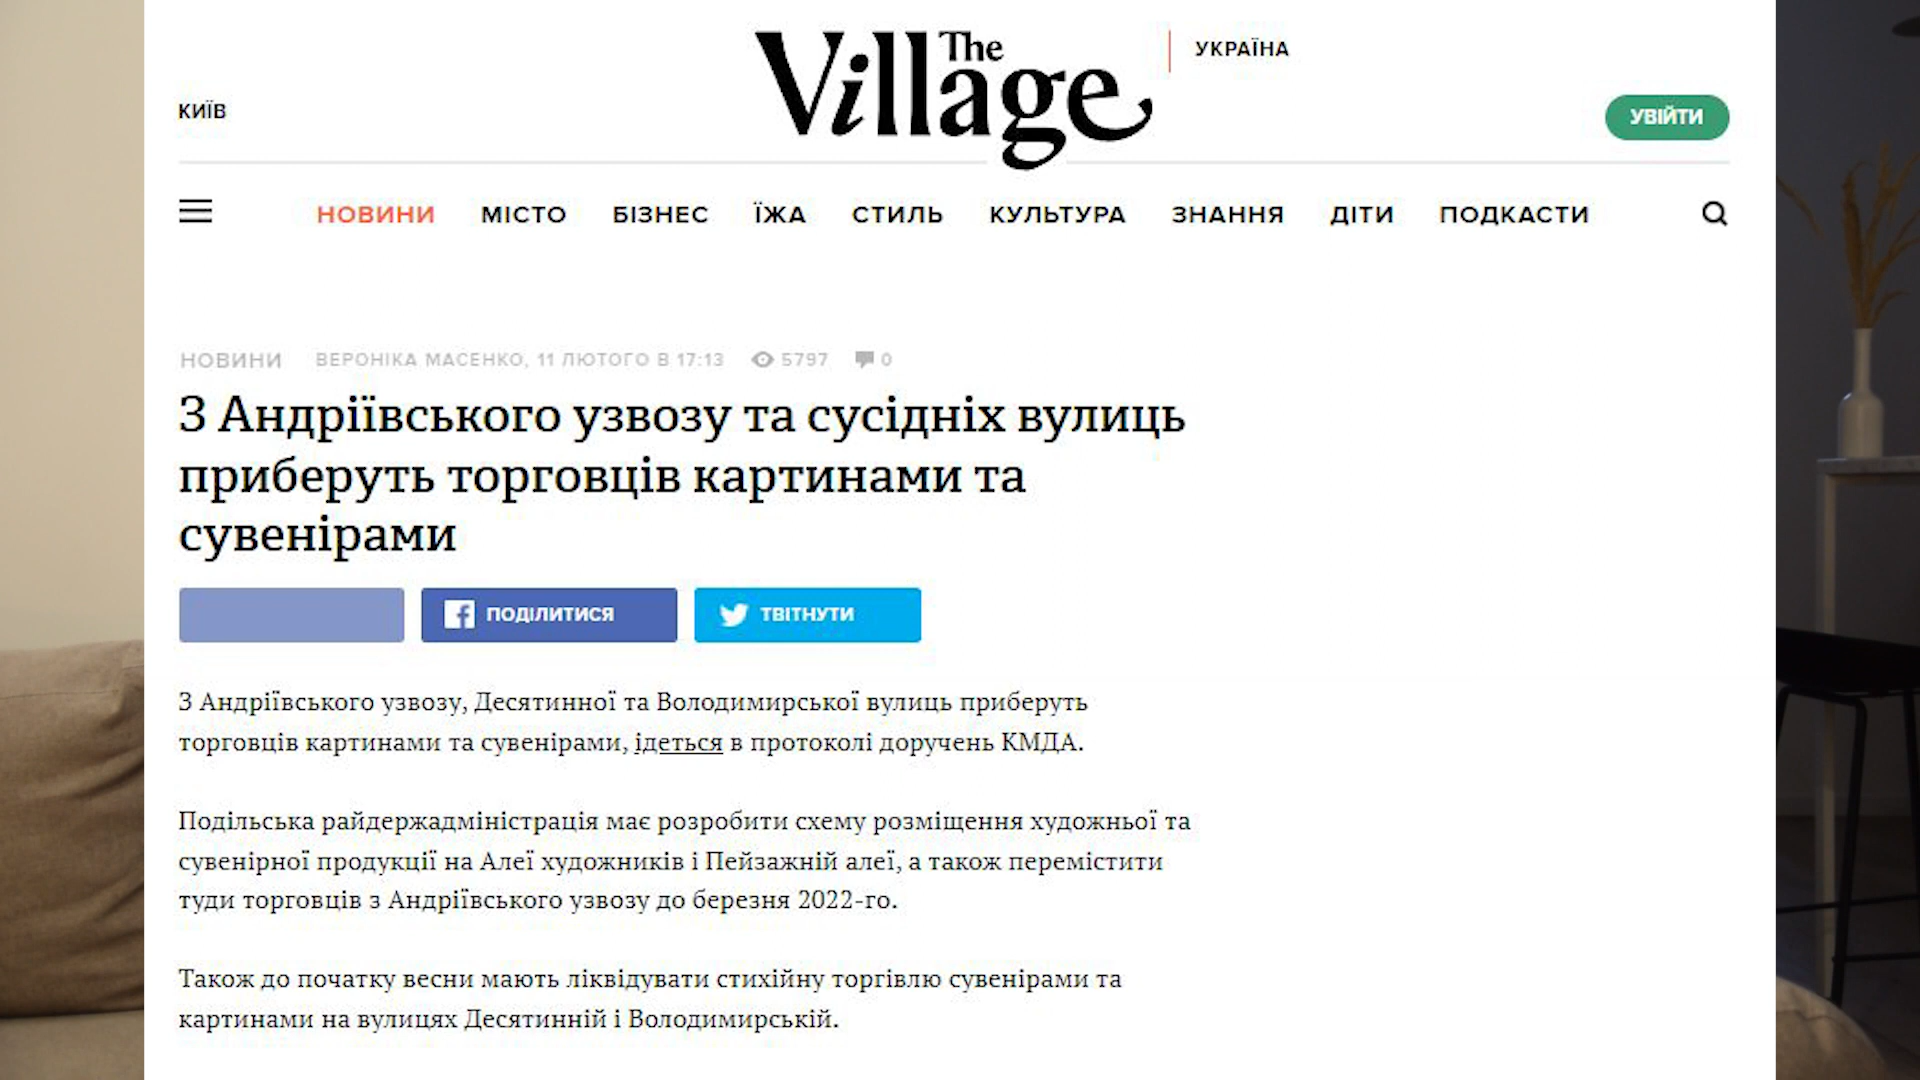 The
Village
УКРАЇНА
КИЇВ
УВІЙТИ
НОВИНИ МІСТО БІЗНЕС ЇЖА СТИЛЬ КУЛЬТУРА ЗНАННЯ ДІТИ ПОДКАСТИ
НОВИНИ ВЕРОНІКА МАСЕНКО, 11 ЛЮТОГО В 17:13 5797 0
З Андріївського узвозу та сусідніх вулиць
приберуть торговців картинами та
сувенірами
ПОДІЛИТИСЯ ТВІТНУТИ
З Андріївського узвозу, Десятинної та Володимирської вулиць приберуть
торговців картинами та сувенірами, ідеться в протоколі доручень КМДА.
Подільська райдержадміністрація має розробити схему розміщення художньої та
сувенірної продукції на Алеї художників і Пейзажній алеї, а також перемістити
туди торговців з Андріївського узвозу до березня 2022-го.
Також до початку весни мають ліквідувати стихійну торгівлю сувенірами та
картинами на вулицях Десятинній і Володимирській.